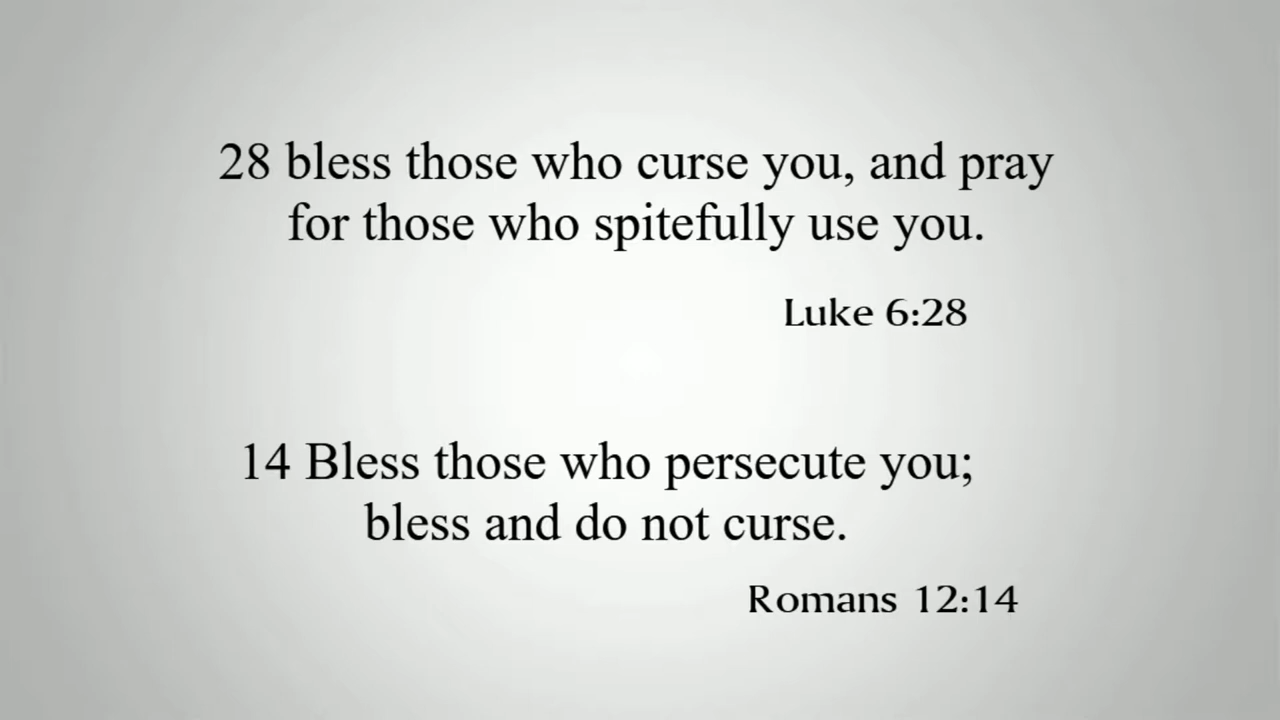 28 bless those who curse you, and pray
for those who spitefully use you.
Luke 6:28
14 Bless those who persecute you;
bless and do not curse.
Romans 12:14